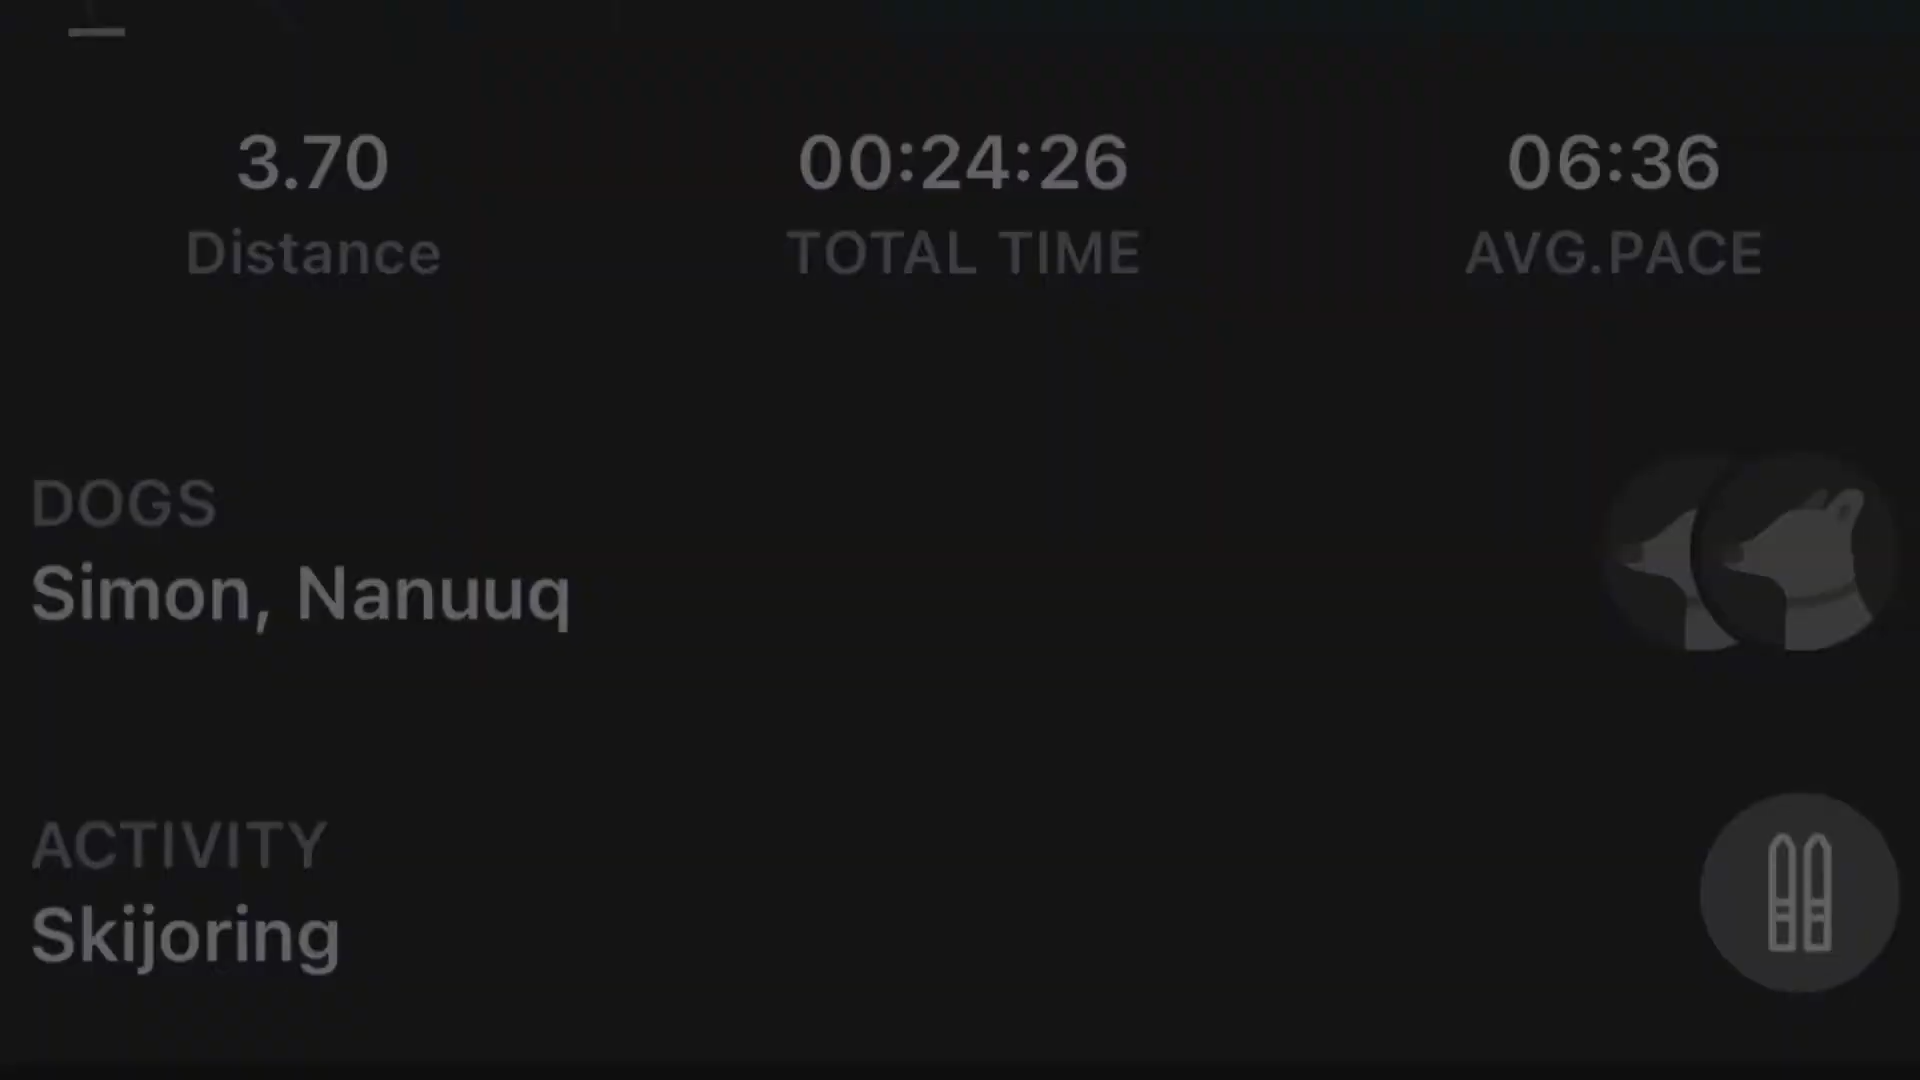 3.70 00:24:26 06:36
Distance TOTAL TIME AVG.PACE
DOGS
Simon, Nanuuq
ACTIVITY
Skijoring